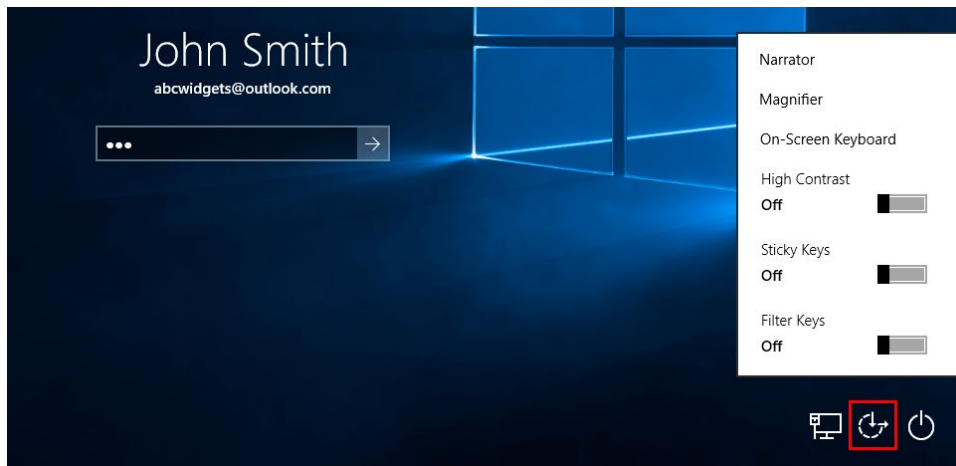 John Smith
abcwidgets@outlook.com
Narrator
Magnifier
On-Screen Keyboard
High Contrast
Off
Sticky Keys
Off
Filter Keys
Off